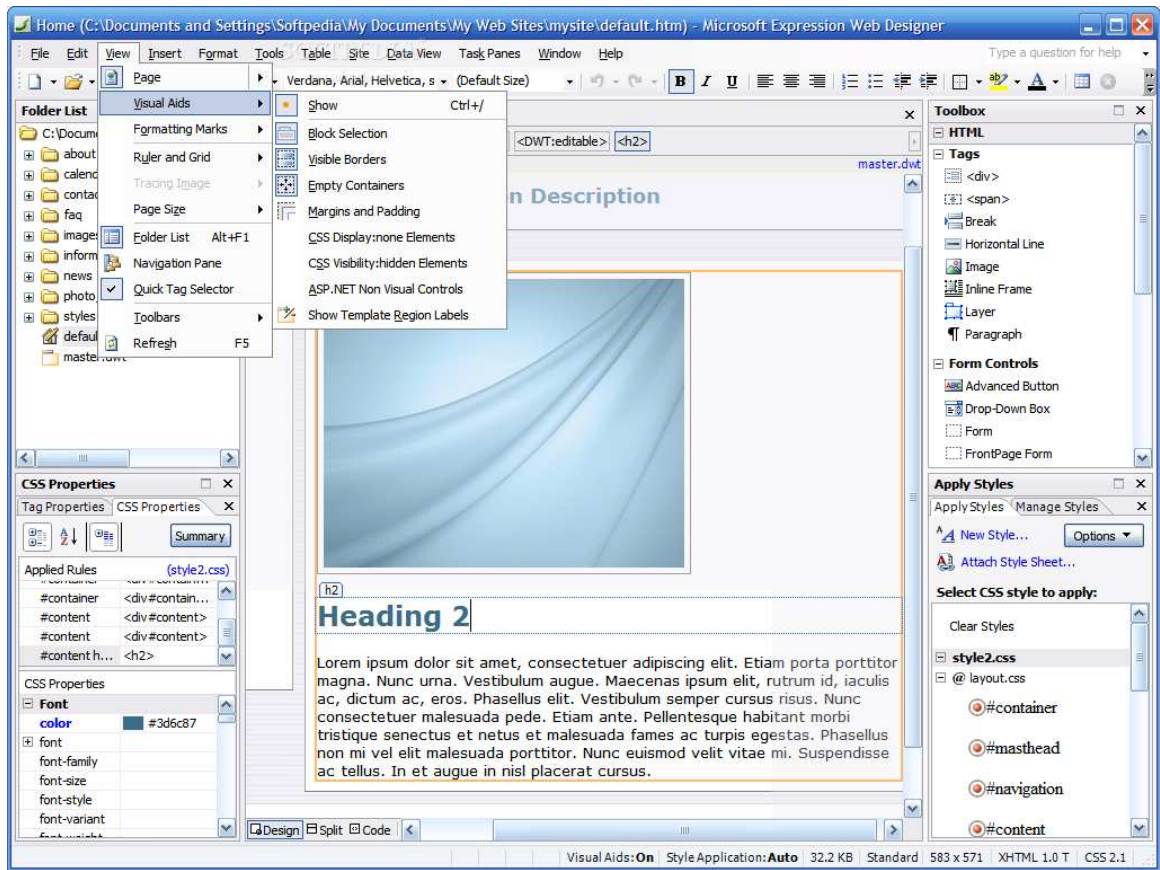 Home (C:\Documents and Settings\Softpedia\My Documents\My Web Sites\mysite\default.htm) - Microsoft Expression Web Designer
File Edit View Insert Format Tools Table Site Data View Task Panes Window Help Type a question for help
Verdana, Arial, Helvetica, s (Default Size) B I U
Page
Visual Aids
Formatting Marks
Ruler and Grid
Tracing Image
Page Size
Folder List Alt+F1
Navigation Pane
Quick Tag Selector
Toolbars
Refresh F5
Show Ctrl+/
Block Selection
Visible Borders
Empty Containers
Margins and Padding
CSS Display:none Elements
CSS Visibility:hidden Elements
ASP.NET Non Visual Controls
Show Template Region Labels
Folder List
C:\Docume
about
calend
contac
faq
images
inform
news
photo_
styles
defaul
master.dwt
<DWT:editable> <h2>
master.dwt
n Description
h2
Heading 2
Lorem ipsum dolor sit amet, consectetuer adipiscing elit. Etiam porta porttitor
magna. Nunc urna. Vestibulum augue. Maecenas ipsum elit, rutrum id, iaculis
ac, dictum ac, eros. Phasellus elit. Vestibulum semper cursus risus. Nunc
consectetuer malesuada pede. Etiam ante. Pellentesque habitant morbi
tristique senectus et netus et malesuada fames ac turpis egestas. Phasellus
non mi vel elit malesuada porttitor. Nunc euismod velit vitae mi. Suspendisse
ac tellus. In et augue in nisl placerat cursus.
Design Split Code
CSS Properties
Tag Properties CSS Properties
Summary
Applied Rules (style2.css)
#container <div#contain...
#content <div#content>
#content <div#content>
#content h... <h2>
CSS Properties
Font
color #3d6c87
font
font-family
font-size
font-style
font-variant
font-weight
Toolbox
HTML
Tags
<div>
<span>
Break
Horizontal Line
Image
Inline Frame
Layer
Paragraph
Form Controls
Advanced Button
Drop-Down Box
Form
FrontPage Form
Apply Styles
Apply Styles Manage Styles
New Style... Options
Attach Style Sheet...
Select CSS style to apply:
Clear Styles
style2.css
@ layout.css
#container
#masthead
#navigation
#content
Visual Aids: On Style Application: Auto 32.2 KB Standard 583 x 571 XHTML 1.0 T CSS 2.1